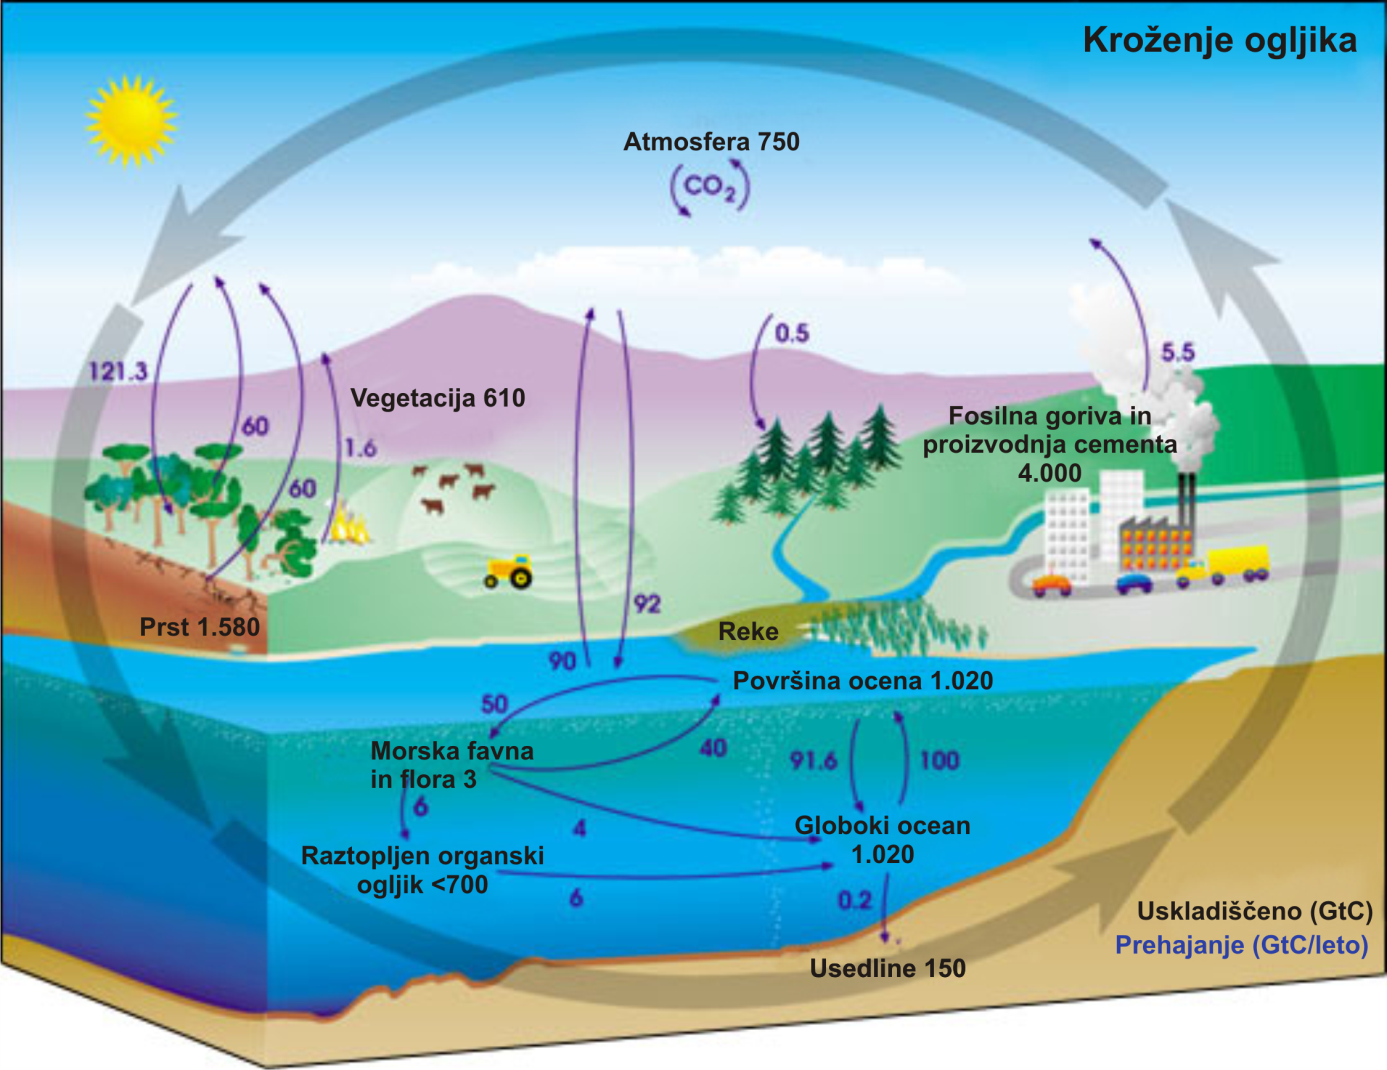 Kroženje ogljika
Atmosfera 750
CO2
0.5
121.3
5.5
Vegetacija 610
Fosilna goriva in
proizvodnja cementa
4.000
60
1.6
60
92
Prst 1.580
Reke
90
Površina ocena 1.020
50
Morska favna
in flora 3
40
91.6
100
6
4
Globoki ocean
1.020
Raztopljen organski
ogljik <700
6
0.2
Uskladiščeno (GtC)
Prehajanje (GtC/leto)
Usedline 150